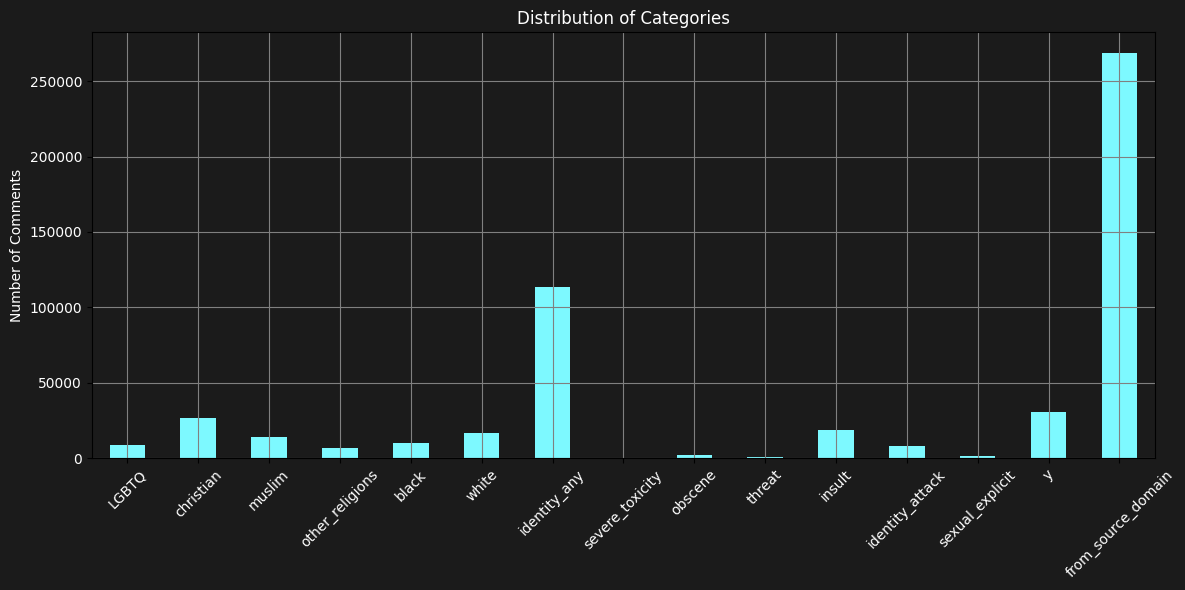 Distribution of Categories
Number of Comments
250000
200000
150000
100000
50000
0
LGBTQ
christian
muslim
other_religions
black
white
identity_any
severe_toxicity
obscene
threat
insult
identity_attack
sexual_explicit
y
from_source_domain